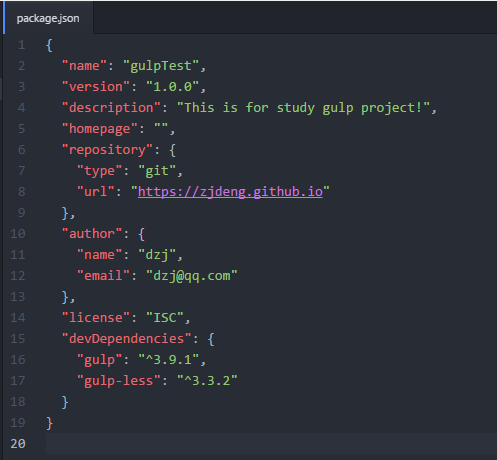 package.json
1 {
2   "name": "gulpTest",
3   "version": "1.0.0",
4   "description": "This is for study gulp project!",
5   "homepage": "",
6   "repository": {
7     "type": "git",
8     "url": "https://zjdeng.github.io"
9   },
10   "author": {
11     "name": "dzj",
12     "email": "dzj@qq.com"
13   },
14   "license": "ISC",
15   "devDependencies": {
16     "gulp": "^3.9.1",
17     "gulp-less": "^3.3.2"
18   }
19 }
20